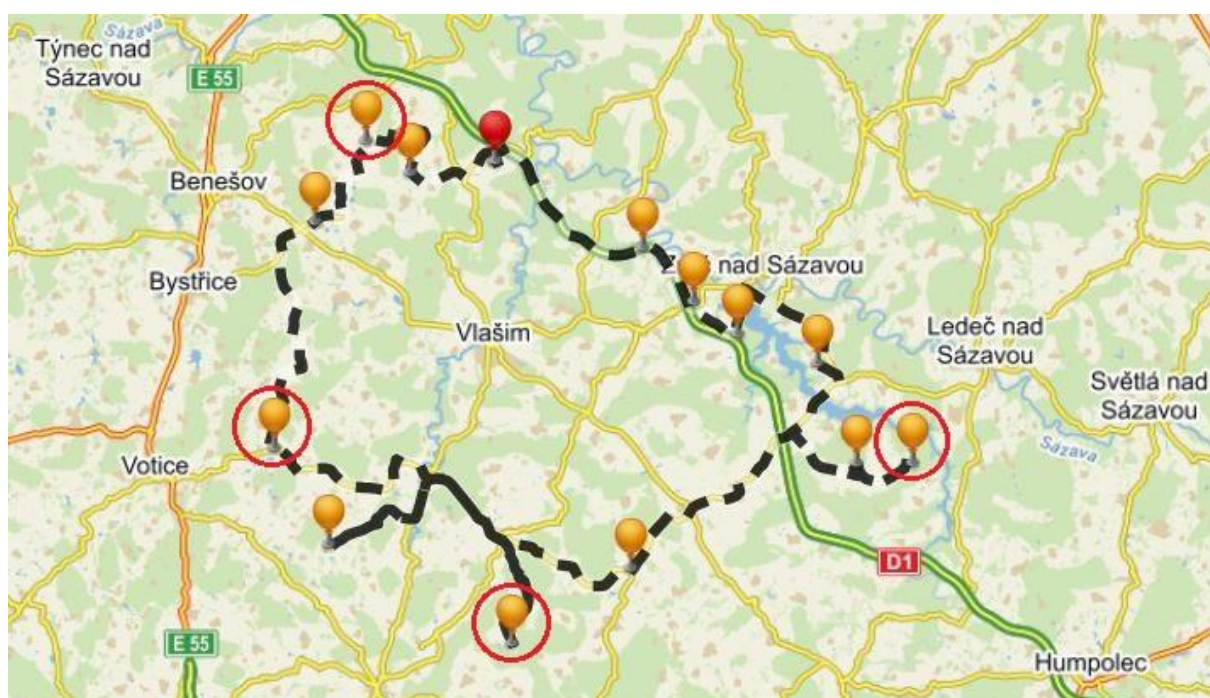 Sázava
Týnec nad
Sázavou
E 55
Benešov
nad Sázavou
Bystřice
Vlašim
Ledeč nad
Sázavou
Světlá nad
Sázavou
Sázava
Votice
D1
E 55
Humpolec